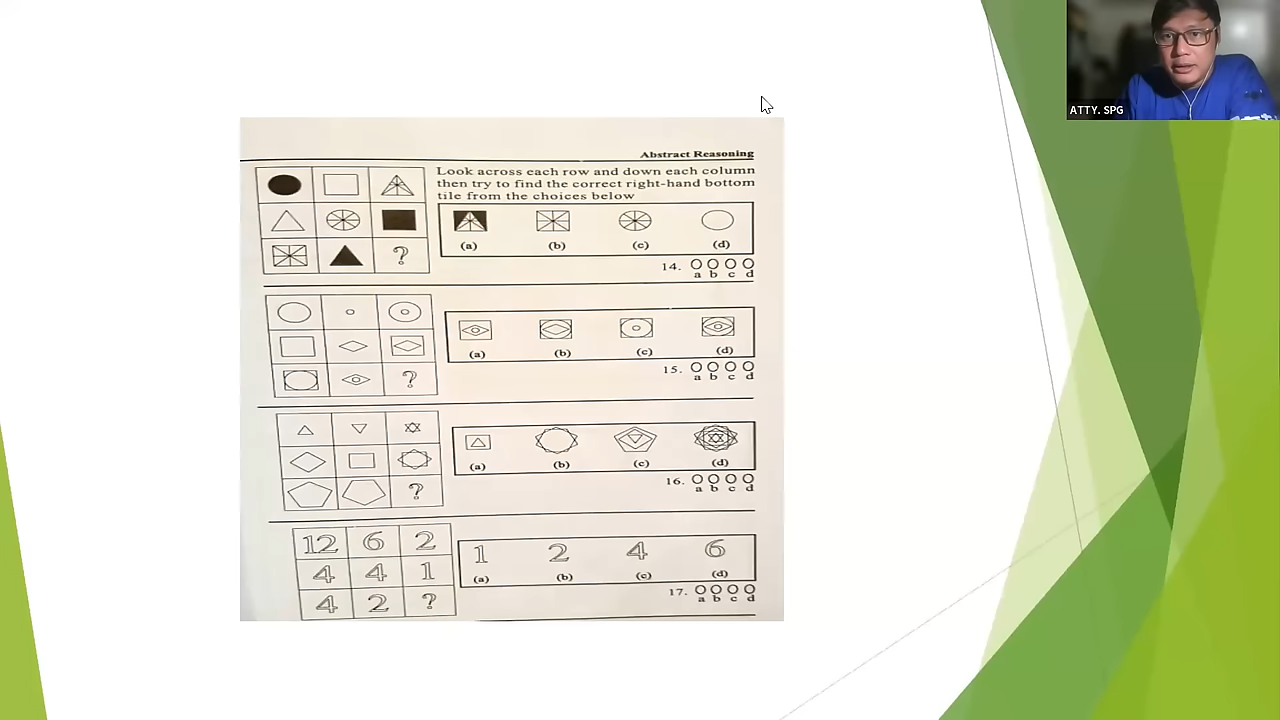 ATTY. SPG
Abstract Reasoning
Look across each row and down each column
then try to find the correct right-hand bottom
tile from the choices below
?
(a) (b) (c) (d)
14.
a b c d
?
(a) (b) (c) (d)
15.
a b c d
?
(a) (b) (c) (d)
16.
a b c d
12 6 2
4 4 1
4 2 ?
1 2 4 6
(a) (b) (c) (d)
17.
a b c d